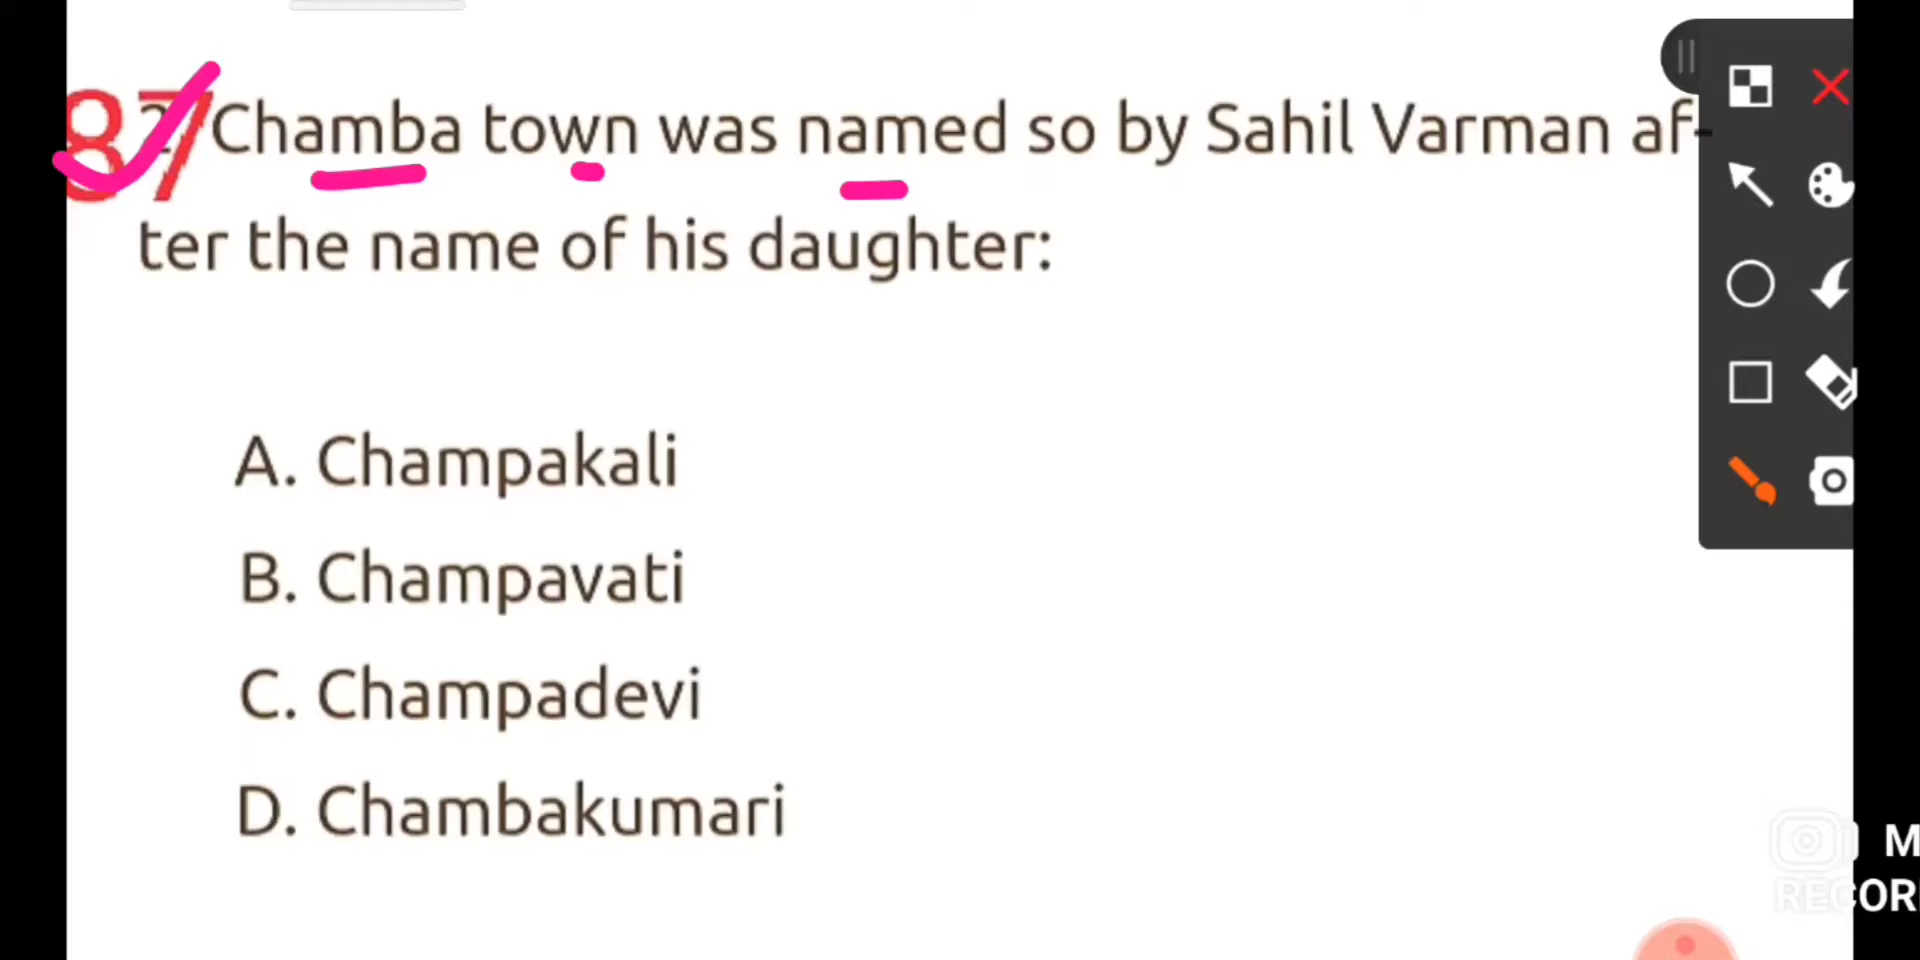 87 Chamba town was named so by Sahil Varman af-
ter the name of his daughter:
A. Champakali
B. Champavati
C. Champadevi
D. Chambakumari
M
RECOR